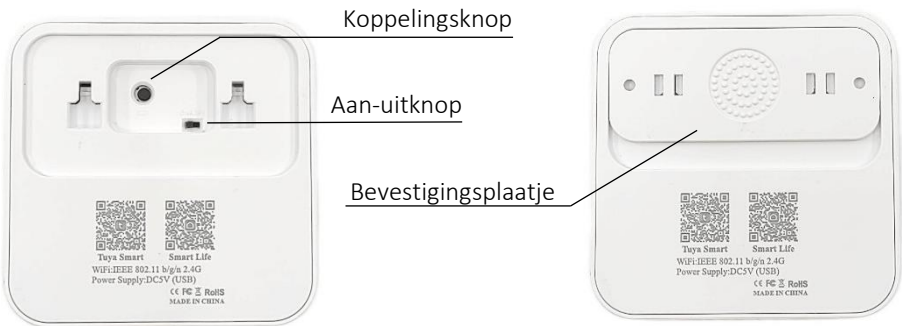 Koppelingsknop
Aan-uitknop
Bevestigingsplaatje
Tuya Smart Smart Life
WiFi:IEEE 802.11 b/g/n 2.4G
Power Supply:DC5V (USB)
CE FC RoHS
MADE IN CHINA
Tuya Smart Smart Life
WiFi:IEEE 802.11 b/g/n 2.4G
Power Supply:DC5V (USB)
CE FC RoHS
MADE IN CHINA